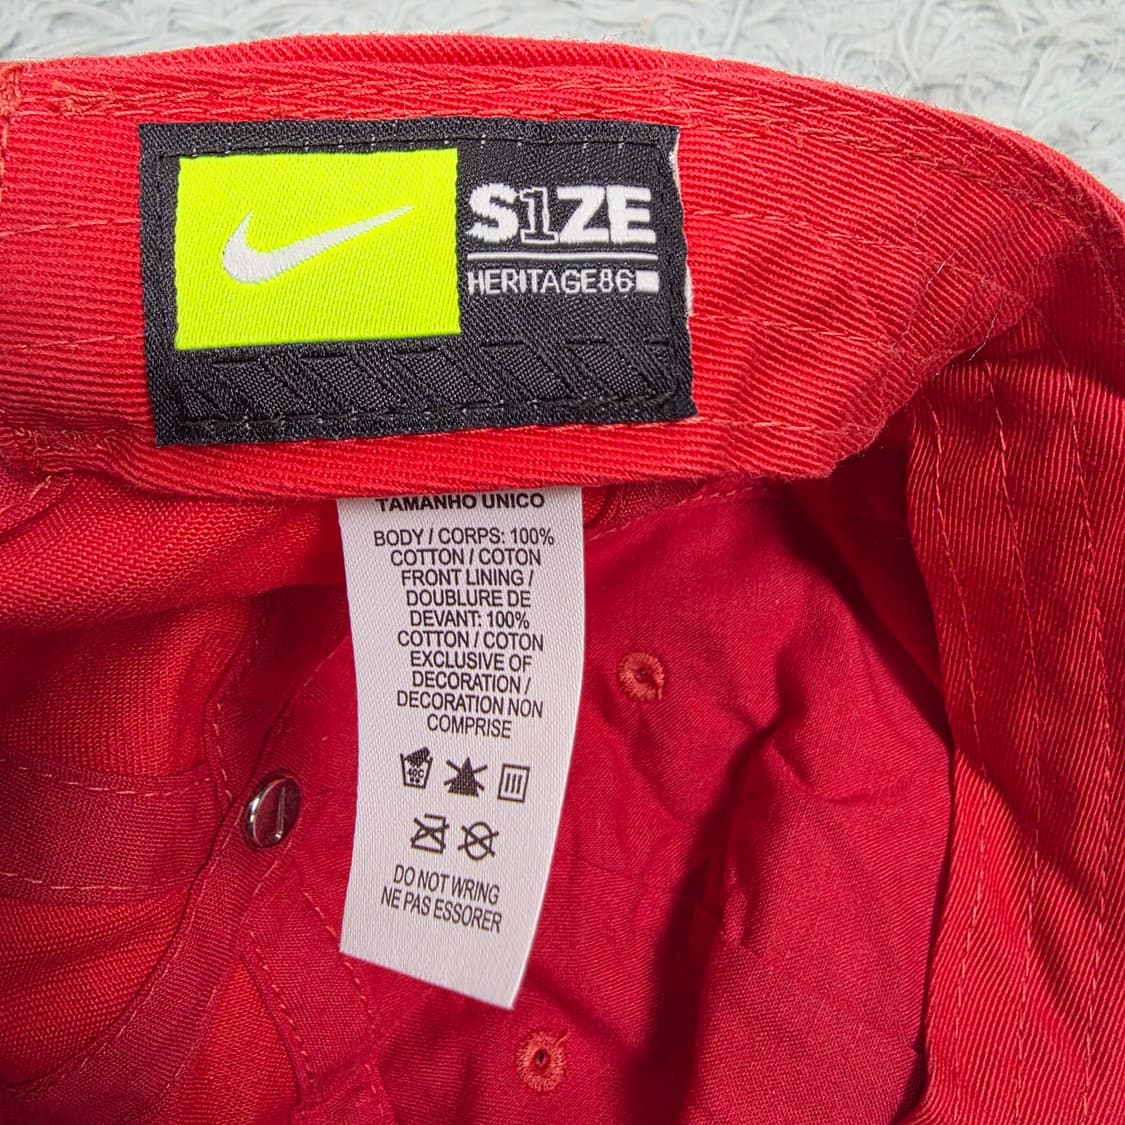 S1ZE
HERITAGE86
TAMANHO UNICO
BODY / CORPS: 100%
COTTON / COTON
FRONT LINING /
DOUBLURE DE
DEVANT: 100%
COTTON / COTON
EXCLUSIVE OF
DECORATION /
DECORATION NON
COMPRISE
40C
DO NOT WRING
NE PAS ESSORER